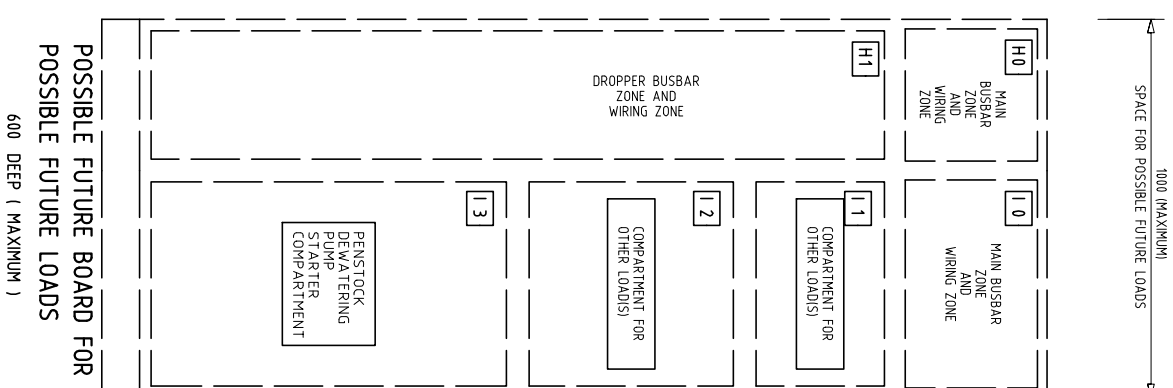 1000 (MAXIMUM)
SPACE FOR POSSIBLE FUTURE LOADS
H0
MAIN
BUSBAR
ZONE
AND
WIRING
ZONE
I 0
MAIN BUSBAR
ZONE
AND
WIRING ZONE
H1
DROPPER BUSBAR
ZONE AND
WIRING ZONE
I 1
COMPARTMENT FOR
OTHER LOAD(S)
I 2
COMPARTMENT FOR
OTHER LOAD(S)
I 3
PENSTOCK
DEWATERING
PUMP
STARTER
COMPARTMENT
POSSIBLE FUTURE BOARD FOR
POSSIBLE FUTURE LOADS
600 DEEP ( MAXIMUM )